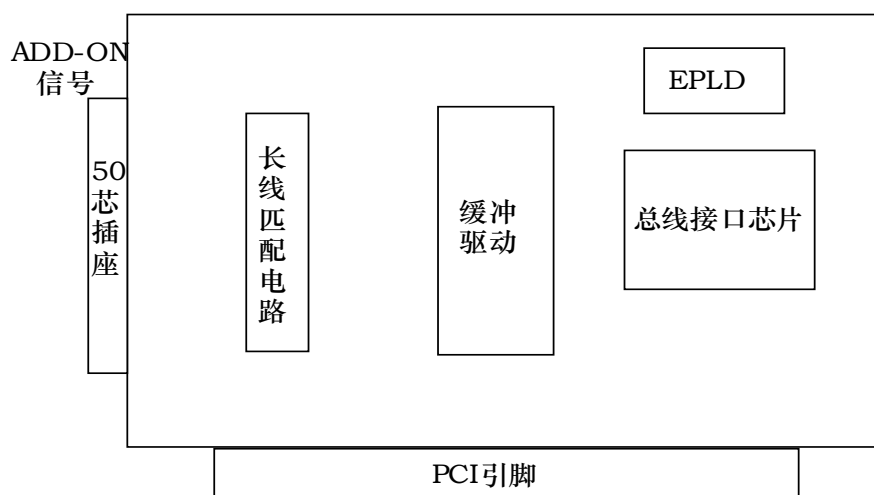 ADD-ON
信号
EPLD
50
芯
插
座
长
线
匹
配
电
路
缓冲
驱动
总线接口芯片
PCI引脚